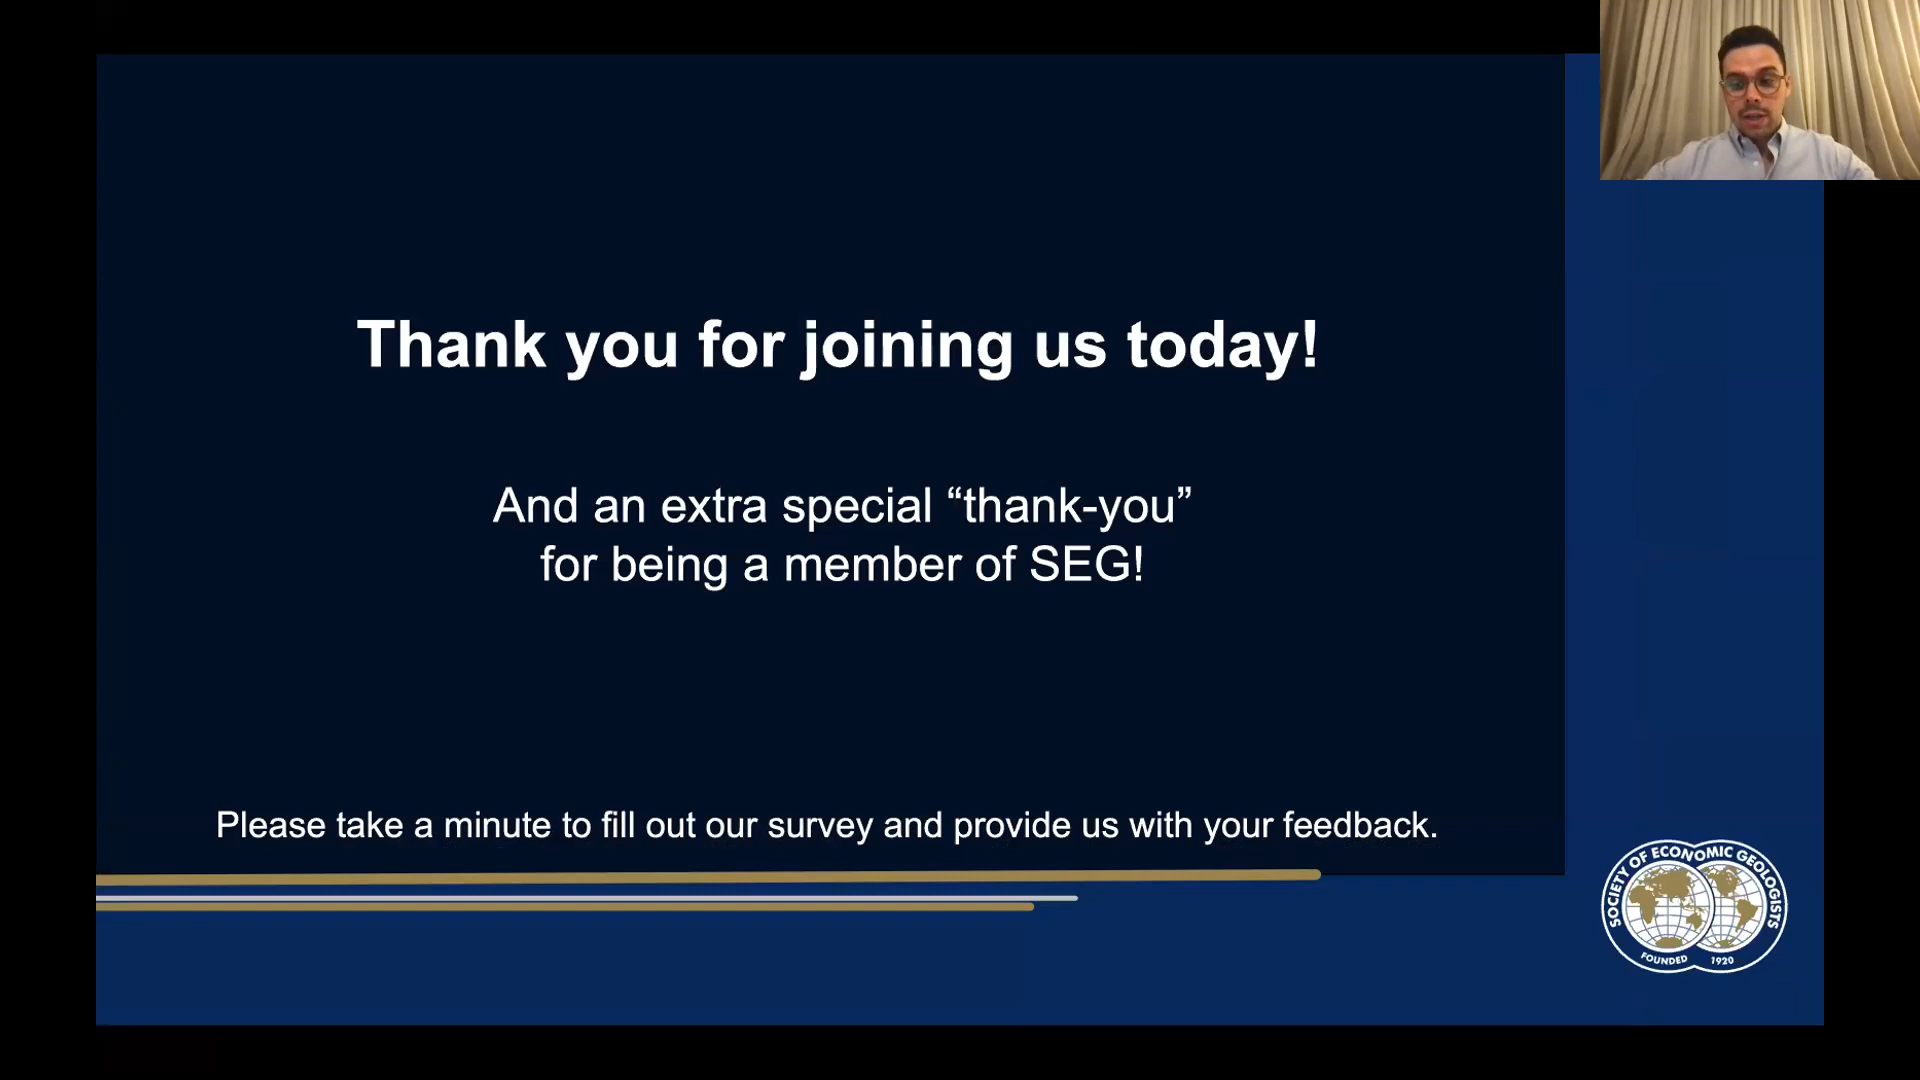 Thank you for joining us today!
And an extra special “thank-you”
for being a member of SEG!
Please take a minute to fill out our survey and provide us with your feedback.
SOCIETY OF ECONOMIC GEOLOGISTS
FOUNDED 1920